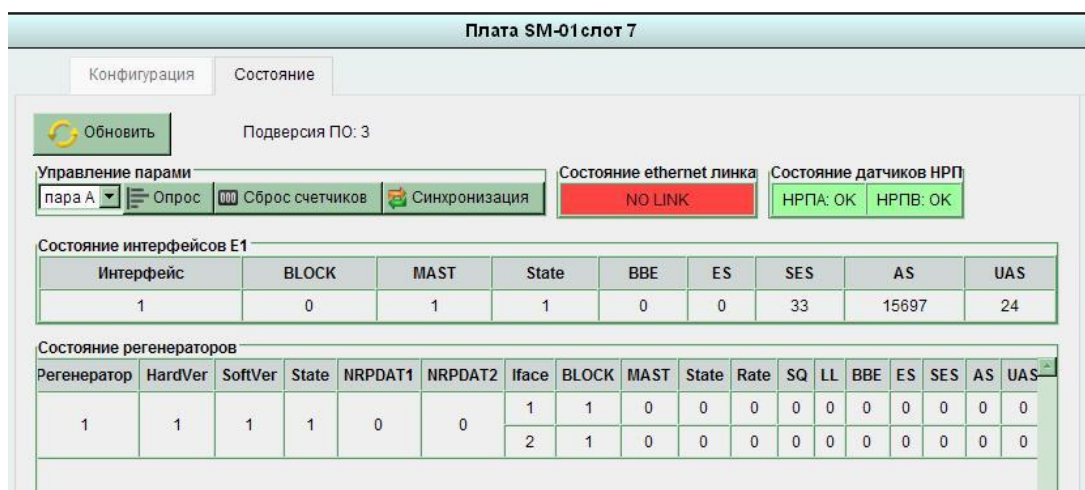 Плата SM-01слот 7
Конфигурация Состояние
Обновить Подверсия ПО: 3
Управление парами Состояние ethernet линка Состояние датчиков НРП
пара А Опрос 000 Сброс счетчиков Синхронизация NO LINK НРПА: OK НРПВ: OK
Состояние интерфейсов Е1
Интерфейс BLOCK MAST State BBE ES SES AS UAS
1 0 1 1 0 0 33 15697 24
Состояние регенераторов
Регенератор HardVer SoftVer State NRPDAT1 NRPDAT2 Iface BLOCK MAST State Rate SQ LL BBE ES SES AS UAS
1 1 1 1 0 0 1 1 0 0 0 0 0 0 0 0 0 0
2 1 0 0 0 0 0 0 0 0 0 0